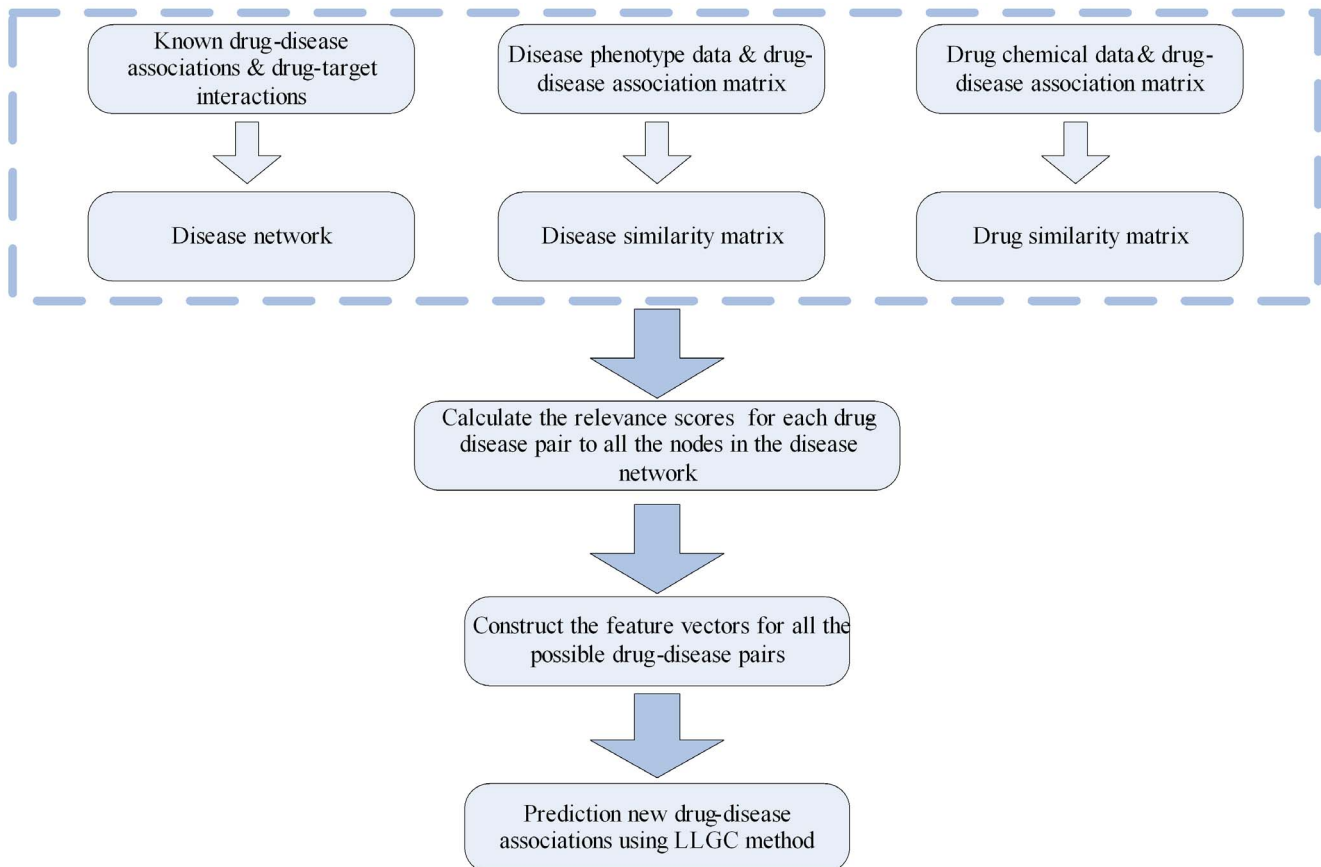 Known drug-disease
associations & drug-target
interactions
Disease phenotype data & drug-
disease association matrix
Drug chemical data & drug-
disease association matrix
Disease network
Disease similarity matrix
Drug similarity matrix
Calculate the relevance scores for each drug
disease pair to all the nodes in the disease
network
Construct the feature vectors for all the
possible drug-disease pairs
Prediction new drug-disease
associations using LLGC method